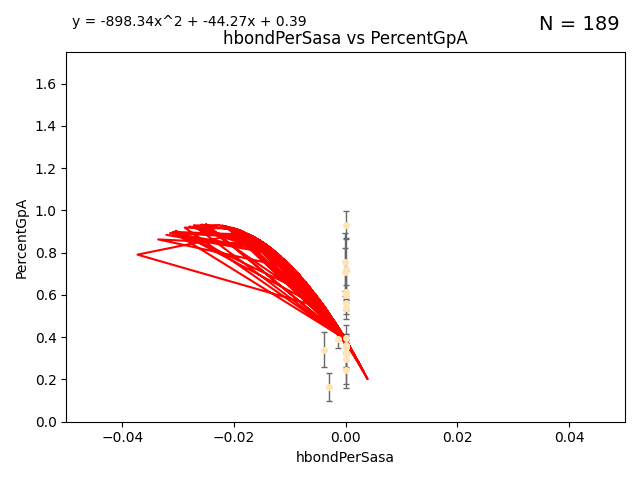 y = -898.34x^2 + -44.27x + 0.39
N = 189
hbondPerSasa vs PercentGpA
1.6
1.4
1.2
1.0
0.8
0.6
0.4
0.2
0.0
PercentGpA
−0.04
−0.02
0.00
0.02
0.04
hbondPerSasa